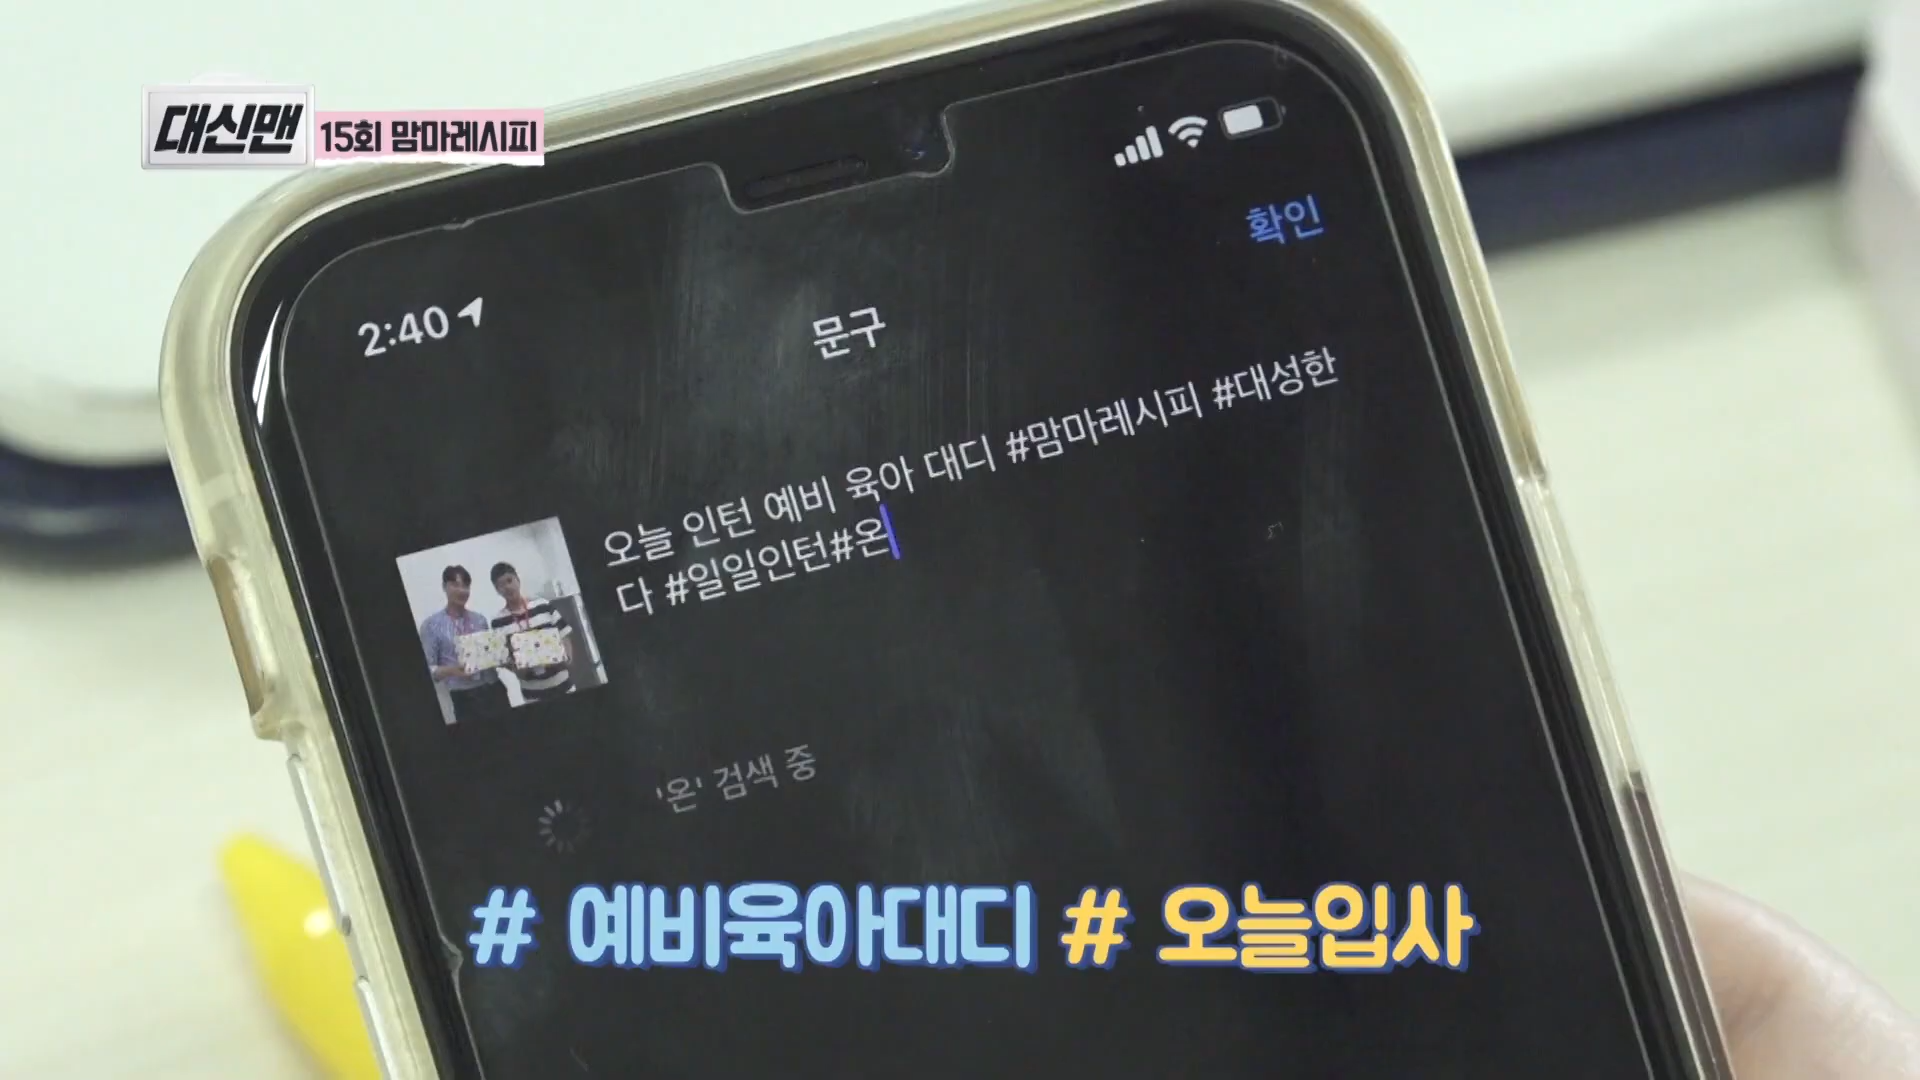 대신맨
15회 맘마레시피
2:40
확인
문구
오늘 인턴 예비 육아 대디 #맘마레시피 #대성한
다 #일일인턴#온
'온' 검색 중
# 예비육아대디 # 오늘입사